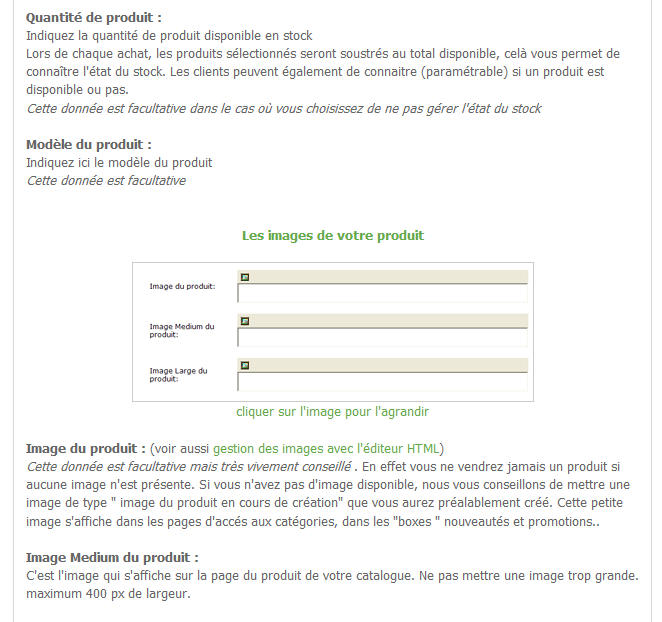 Quantité de produit :
Indiquez la quantité de produit disponible en stock
Lors de chaque achat, les produits sélectionnés seront soustrés au total disponible, celà vous permet de
connaître l'état du stock. Les clients peuvent également de connaitre (paramétrable) si un produit est
disponible ou pas.
Cette donnée est facultative dans le cas où vous choisissez de ne pas gérer l'état du stock
Modèle du produit :
Indiquez ici le modèle du produit
Cette donnée est facultative
Les images de votre produit
Image du produit:
Image Medium du
produit:
Image Large du
produit:
cliquer sur l'image pour l'agrandir
Image du produit : (voir aussi gestion des images avec l'éditeur HTML)
Cette donnée est facultative mais très vivement conseillé . En effet vous ne vendrez jamais un produit si
aucune image n'est présente. Si vous n'avez pas d'image disponible, nous vous conseillons de mettre une
image de type " image du produit en cours de création" que vous aurez préalablement créé. Cette petite
image s'affiche dans les pages d'accés aux catégories, dans les "boxes " nouveautés et promotions..
Image Medium du produit :
C'est l'image qui s'affiche sur la page du produit de votre catalogue. Ne pas mettre une image trop grande.
maximum 400 px de largeur.